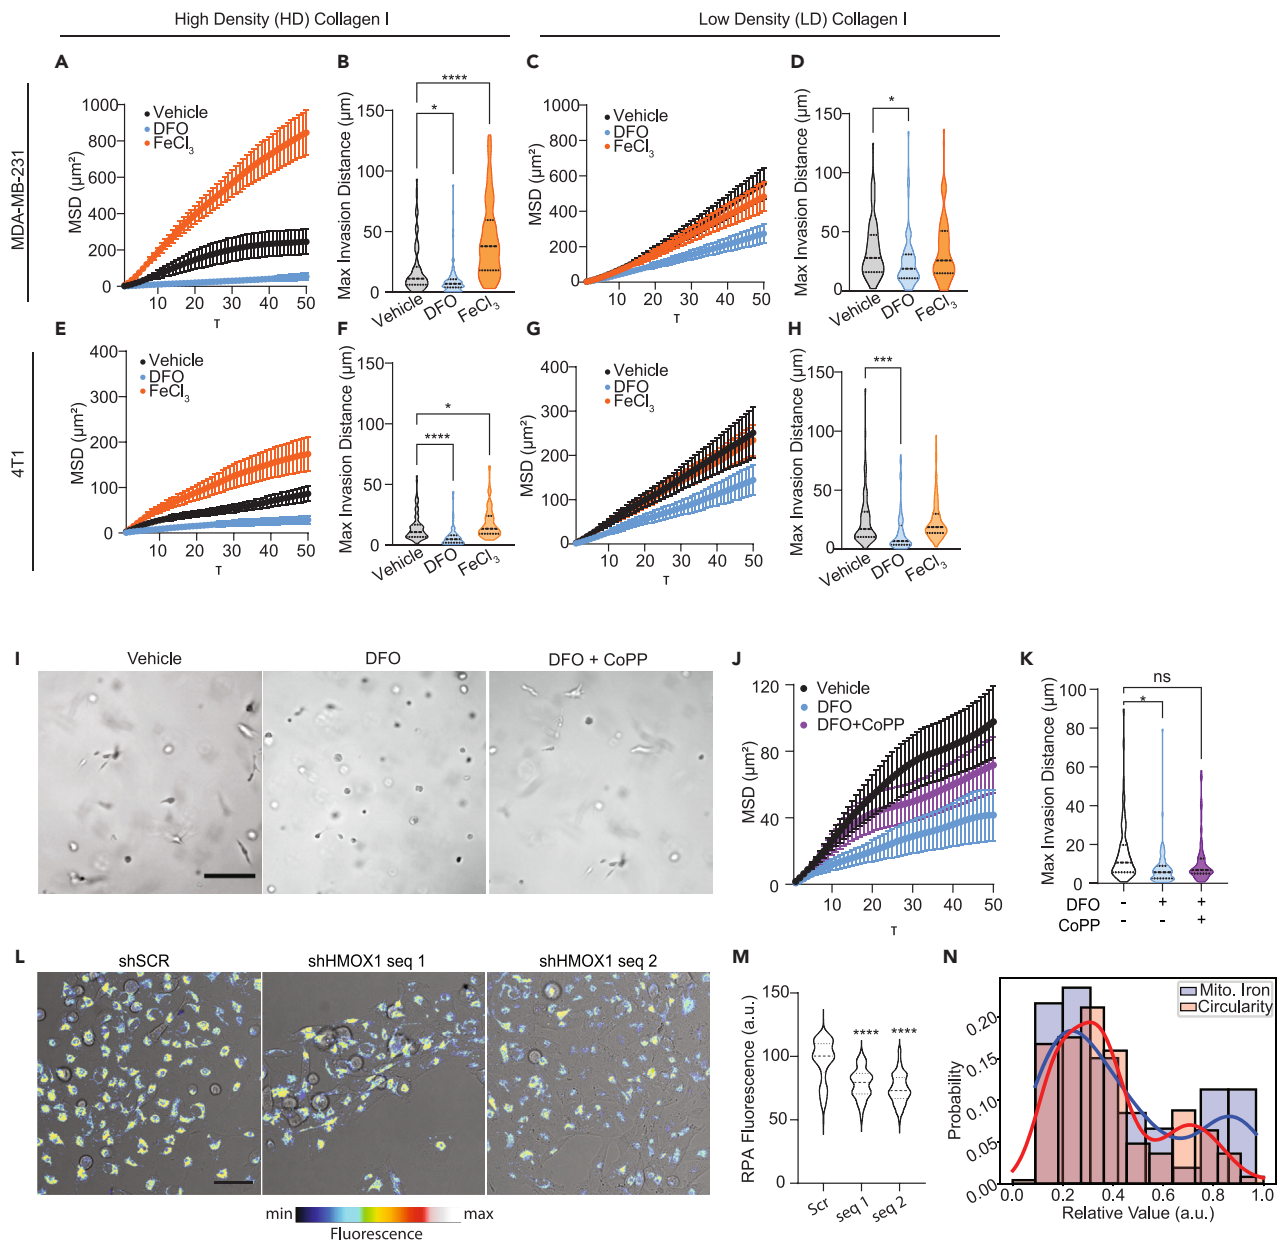 High Density (HD) Collagen I
Low Density (LD) Collagen I
MDA-MB-231
A
MSD (µm²)
1000
800
600
400
200
0
10 20 30 40 50
τ
Vehicle
DFO
FeCl₃
B
Max Invasion Distance (µm)
150
100
50
0
*
****
Vehicle
DFO
FeCl₃
C
MSD (µm²)
1000
800
600
400
200
0
10 20 30 40 50
τ
Vehicle
DFO
FeCl₃
D
Max Invasion Distance (µm)
150
100
50
0
*
Vehicle
DFO
FeCl₃
4T1
E
MSD (µm²)
400
300
200
100
0
10 20 30 40 50
τ
Vehicle
DFO
FeCl₃
F
Max Invasion Distance (µm)
150
100
50
0
*
****
Vehicle
DFO
FeCl₃
G
MSD (µm²)
400
300
200
100
0
10 20 30 40 50
τ
Vehicle
DFO
FeCl₃
H
Max Invasion Distance (µm)
150
100
50
0
***
Vehicle
DFO
FeCl₃
I
Vehicle
DFO
DFO + CoPP
J
MSD (µm²)
120
80
40
0
10 20 30 40 50
τ
Vehicle
DFO
DFO+CoPP
K
Max Invasion Distance (µm)
100
80
60
40
20
0
ns
*
DFO - + +
CoPP - - +
L
shSCR
shHMOX1 seq 1
shHMOX1 seq 2
min
max
Fluorescence
M
RPA Fluorescence (a.u.)
150
100
50
0
**** ****
Scr
seq 1
seq 2
N
Probability
0.20
0.15
0.10
0.05
0.00
0.0 0.2 0.4 0.6 0.8 1.0
Relative Value (a.u.)
Mito. Iron
Circularity